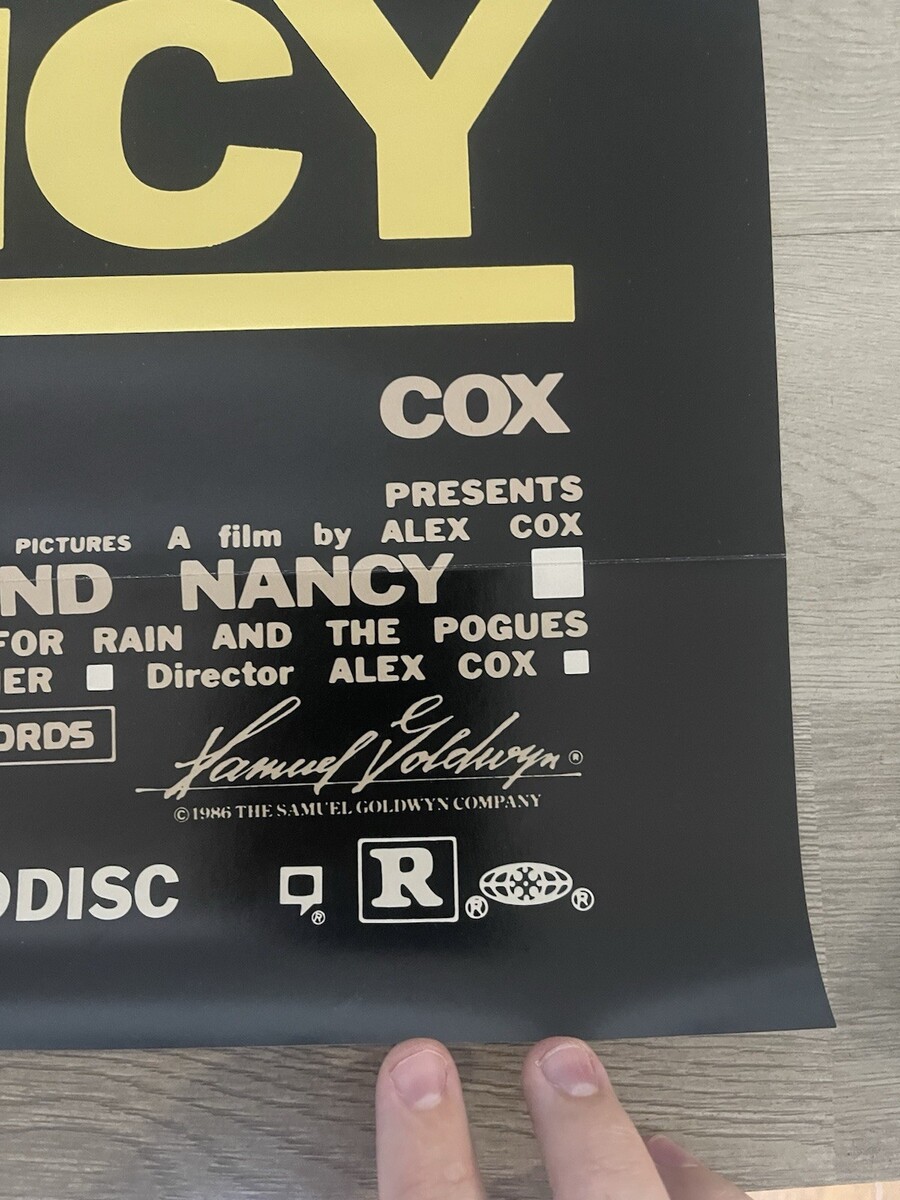 NCY
COX
PRESENTS
PICTURES A film by ALEX COX
ND NANCY
FOR RAIN AND THE POGUES
ER Director ALEX COX
ORDS
Samuel Goldwyn ®
©1986 THE SAMUEL GOLDWYN COMPANY
ODISC ® R ® ®